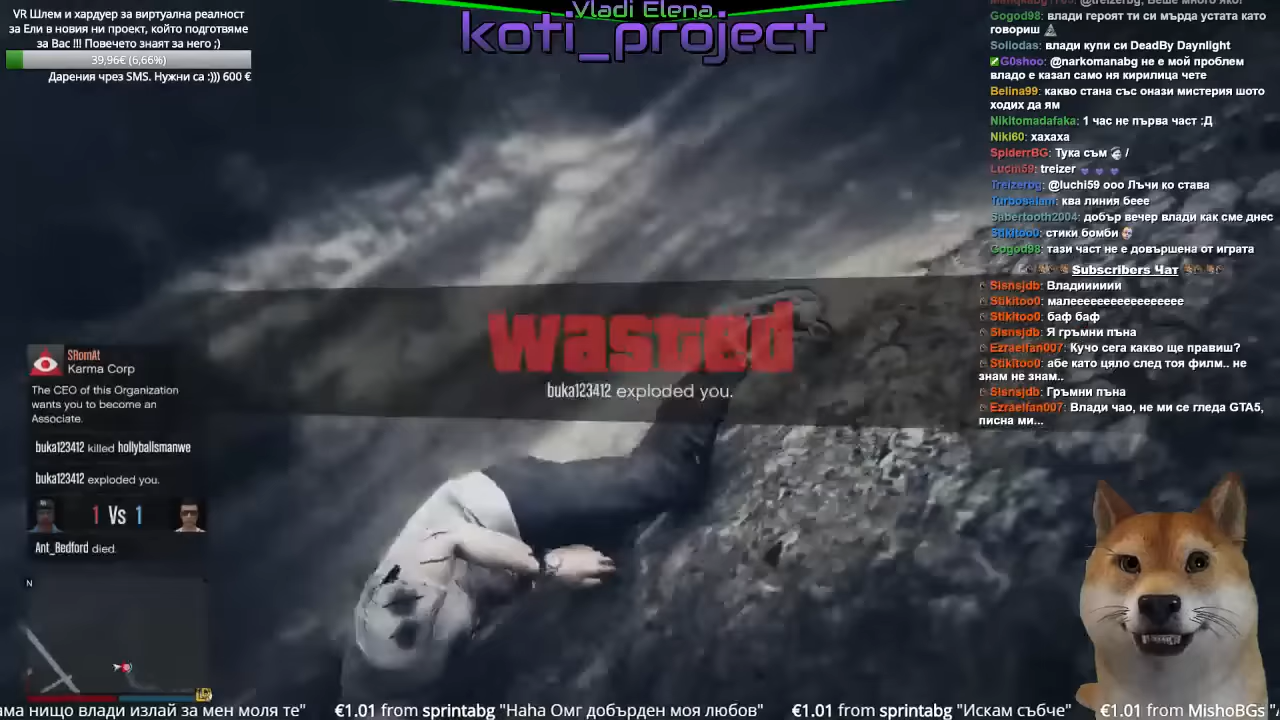 VR Шлем и хардуер за виртуална реалност
за Ели в новия ни проект, който подготвяме
за Вас !!! Повечето знаят за него ;)
39,96€ (6,66%)
Дарения чрез SMS. Нужни са :))) 600 €
Vladi Elena
koti_project
Gogod98: влади героят ти си мърда устата като
говориш
Soliodas: влади купи си DeadBy Daynlight
G0shoo: @narkomanabg не е мой проблем
владо е казал само ня кирилица чете
Belina99: какво стана със онази мистерия шото
ходих да ям
Nikitomadafaka: 1 час не първа част :Д
Niki60: хахаха
SpiderrBG: Тука съм /
Lucm59: treizer
Treizerbg: @luchi59 ооо Лъчи ко става
Turbosalam: ква линия беее
Sabertooth2004: добър вечер влади как сме днес
Stikitoo0: стики бомби
Gogod98: тази част не е довършена от играта
Subscribers Чат
Sisnsjdb: Владиииииии
Stikitoo0: малеееееееееееееееее
Stikitoo0: баф баф
Sisnsjdb: Я гръмни пъна
Ezraelfan007: Кучо сега какво ще правиш?
Stikitoo0: абе като цяло след тоя филм.. не
знам не знам..
Sisnsjdb: Гръмни пъна
Ezraelfan007: Влади чао, не ми се гледа GTA5,
писна ми...
wasted
buka123412 exploded you.
SRomAt
Karma Corp
The CEO of this Organization
wants you to become an
Associate.
buka123412 killed hollyballsmanwe
buka123412 exploded you.
1 Vs 1
Ant_Bedford died.
N
ама нищо влади излай за мен моля те" €1.01 from sprintabg "Наha Омг добърден моя любов" €1.01 from sprintabg "Искам събче" €1.01 from MishoBGs